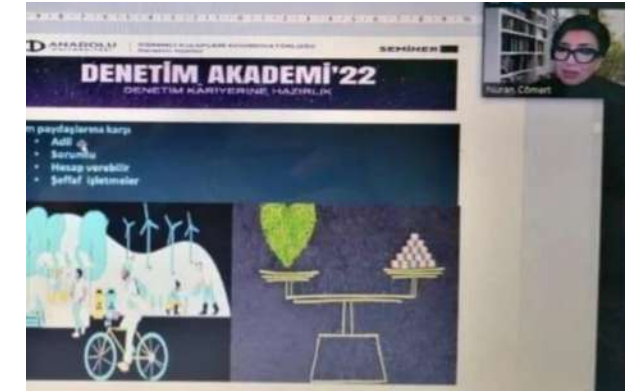 ANADOLU
SEMİNER
DENETİM AKADEMİ'22
DENETİM KARİYERİNE HAZIRLIK
m paydaşlarına karşı
• Adil
• Sorumlu
• Hesap verebilir
• Şeffaf işletmeler
Nuran Cömert